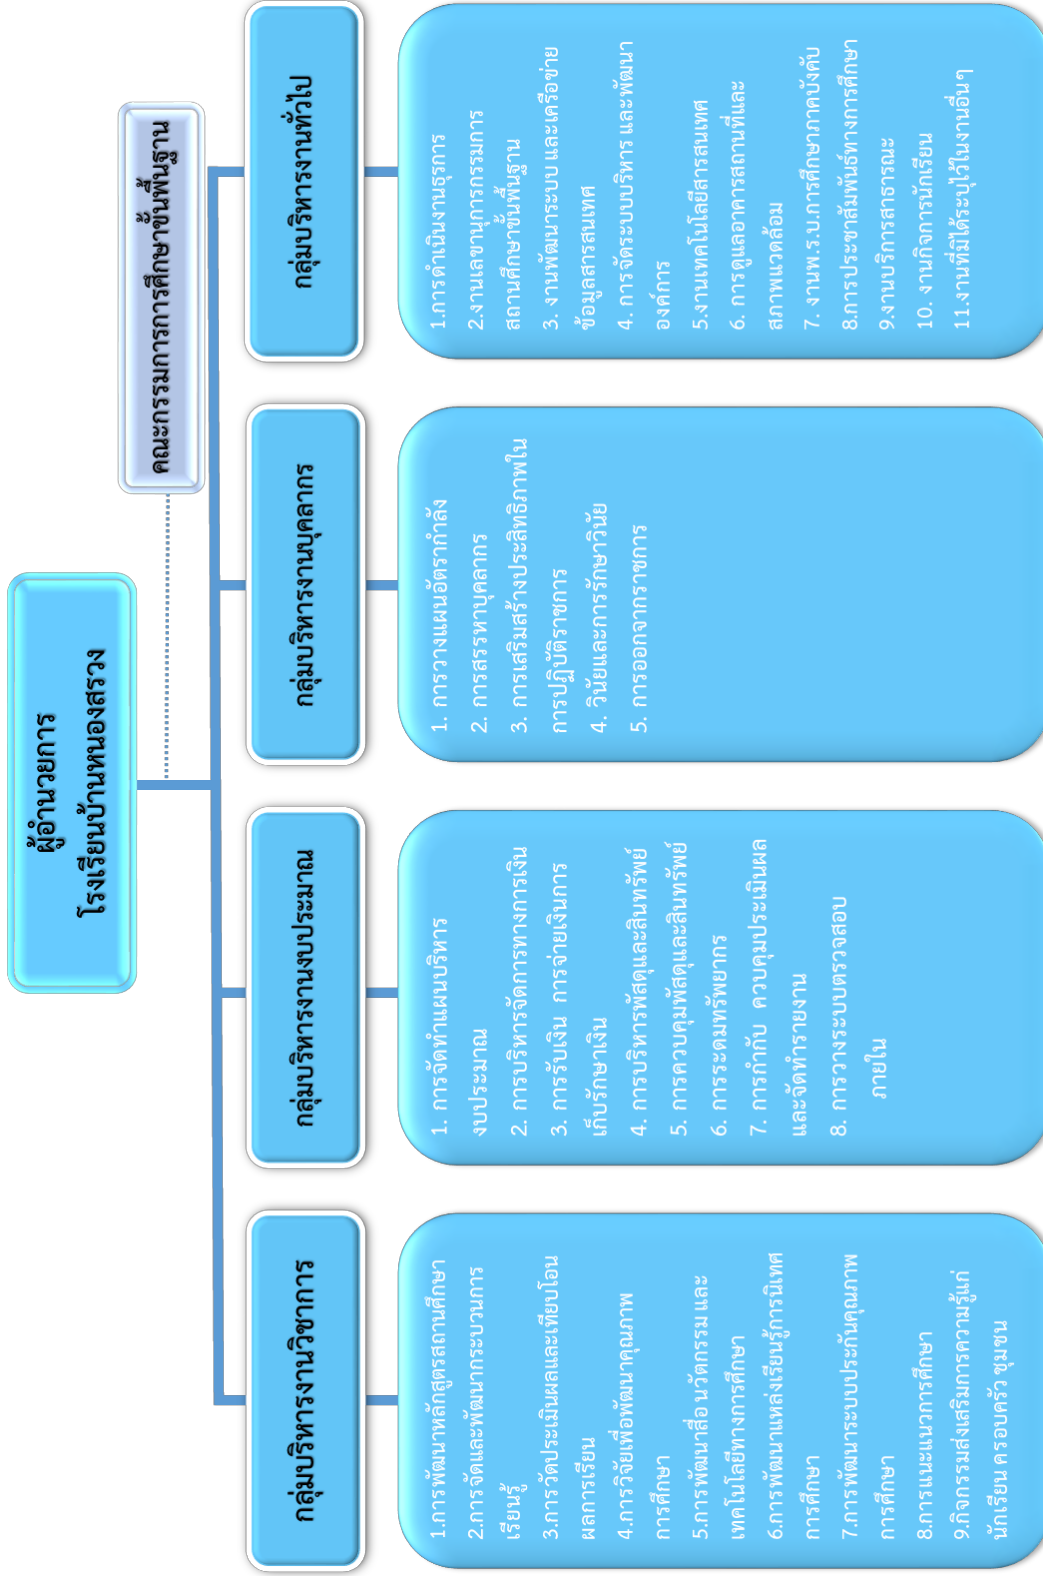 ผู้อำนวยการ
โรงเรียนบ้านหนองสรวง
คณะกรรมการการศึกษาขั้นพื้นฐาน
กลุ่มบริหารงานวิชาการ
1.การพัฒนาหลักสูตรสถานศึกษา
2.การจัดและพัฒนากระบวนการ
เรียนรู้
3.การวัดประเมินผลและเทียบโอน
ผลการเรียน
4.การวิจัยเพื่อพัฒนาคุณภาพ
การศึกษา
5.การพัฒนาสื่อ นวัตกรรม และ
เทคโนโลยีทางการศึกษา
6.การพัฒนาแหล่งเรียนรู้การนิเทศ
การศึกษา
7.การพัฒนาระบบประกันคุณภาพ
การศึกษา
8.การแนะแนวการศึกษา
9.กิจกรรมส่งเสริมการความรู้แก่
นักเรียน ครอบครัว ชุมชน
กลุ่มบริหารงานงบประมาณ
1. การจัดทำแผนบริหาร
งบประมาณ
2. การบริหารจัดการทางการเงิน
3. การรับเงิน การจ่ายเงินการ
เก็บรักษาเงิน
4. การบริหารพัสดุและสินทรัพย์
5. การควบคุมพัสดุและสินทรัพย์
6. การระดมทรัพยากร
7. การกำกับ ควบคุมประเมินผล
และจัดทำรายงาน
8. การวางระบบตรวจสอบ
ภายใน
กลุ่มบริหารงานบุคลากร
1. การวางแผนอัตรากำลัง
2. การสรรหาบุคลากร
3. การเสริมสร้างประสิทธิภาพใน
การปฏิบัติราชการ
4. วินัยและการรักษาวินัย
5. การออกจากราชการ
กลุ่มบริหารงานทั่วไป
1.การดำเนินงานธุรการ
2.งานเลขานุการกรรมการ
สถานศึกษาขั้นพื้นฐาน
3. งานพัฒนาระบบ และเครือข่าย
ข้อมูลสารสนเทศ
4. การจัดระบบบริหาร และพัฒนา
องค์การ
5.งานเทคโนโลยีสารสนเทศ
6. การดูแลอาคารสถานที่และ
สภาพแวดล้อม
7. งานพ.ร.บ.การศึกษาภาคบังคับ
8.การประชาสัมพันธ์ทางการศึกษา
9.งานบริการสาธารณะ
10. งานกิจการนักเรียน
11.งานที่มิได้ระบุไว้ในงานอื่นๆ